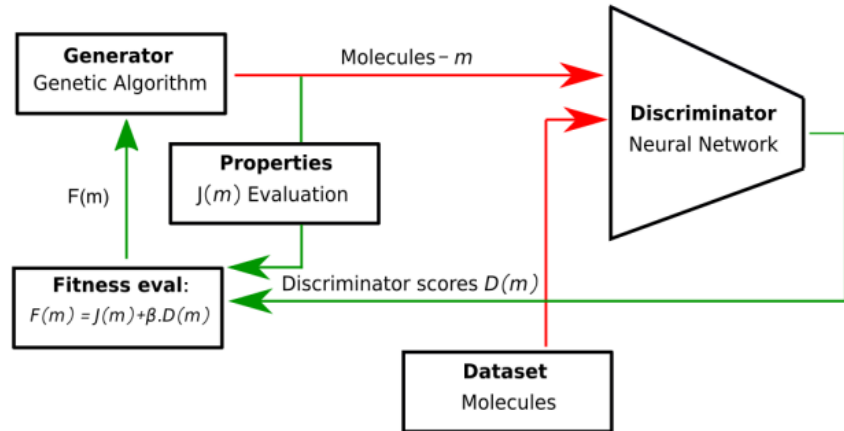 Generator
Genetic Algorithm
Molecules – m
Discriminator
Neural Network
Properties
J(m) Evaluation
F(m)
Fitness eval:
F(m) = J(m)+β.D(m)
Discriminator scores D(m)
Dataset
Molecules